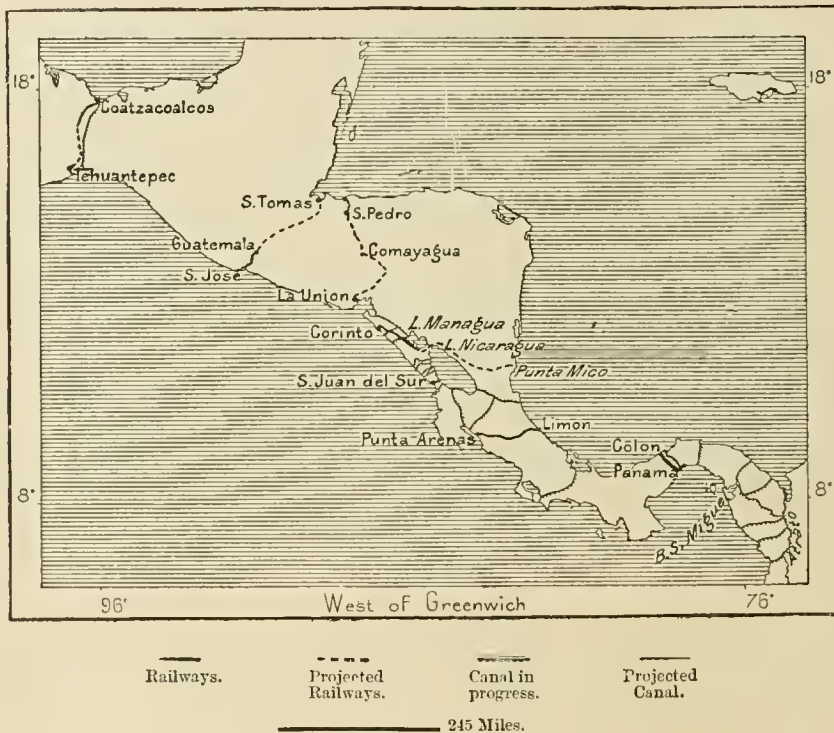 18° 18°
Coatzacoalcos
Tehuantepec
S. Tomas
S. Pedro
Guatemala
Comayagua
S. José
La Union
L. Managua
Corinto
L. Nicaragua
Punta Mico
S. Juan del Sur
Limon
Punta-Arenas
Cólon
Panama
8° 8°
B. S. Miguel
Atrato
96° West of Greenwich 76°
Railways. Projected Railways. Canal in progress. Projected Canal.
245 Miles.